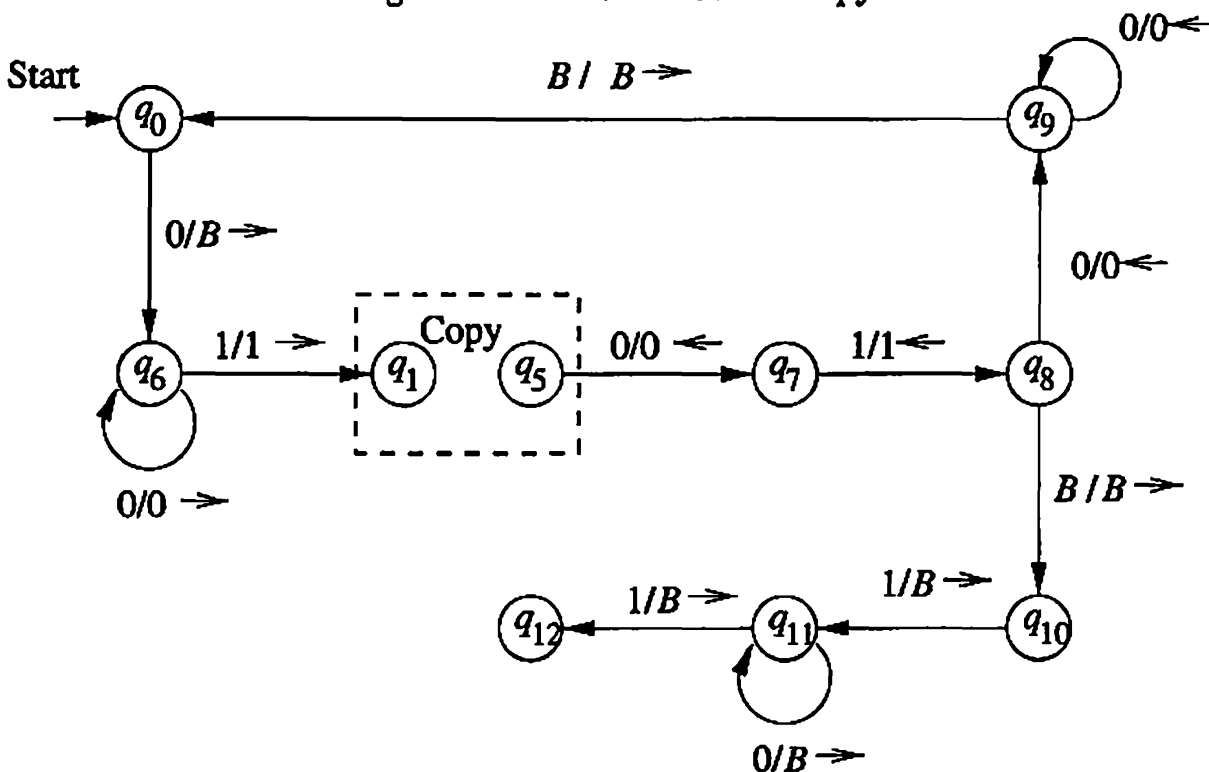 0/0 ←
Start
B / B →
q0
q9
0/B →
0/0 ←
Copy
1/1 →
0/0 ←
1/1 ←
q6
q1
q5
q7
q8
0/0 →
B / B →
1/B →
1/B →
q12
q11
q10
0/B →